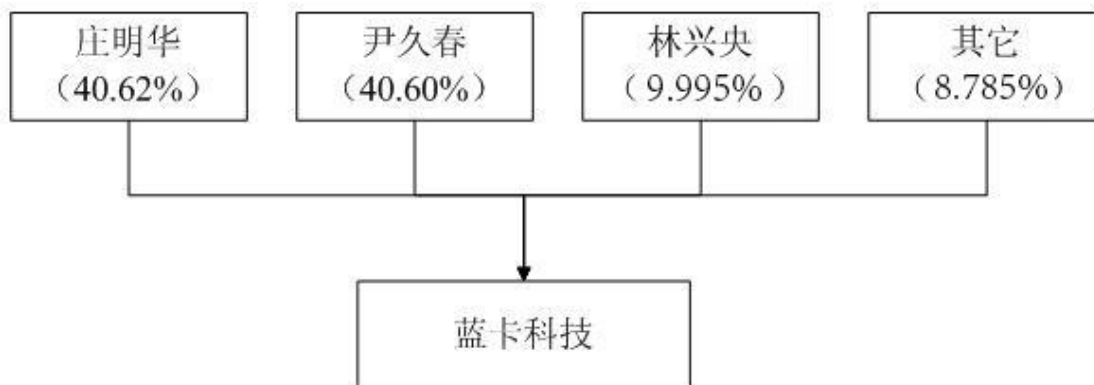 庄明华
（40.62%）
尹久春
（40.60%）
林兴央
（9.995%）
其它
（8.785%）
蓝卡科技